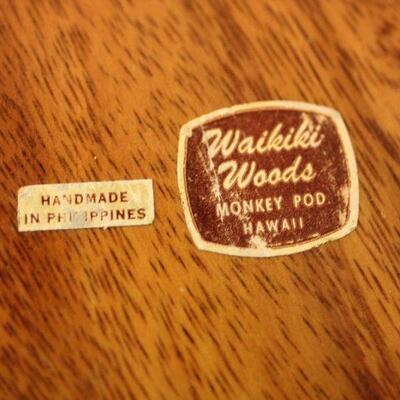 HANDMADE
IN PHILIPPINES
Waikiki
Woods
MONKEY POD
HAWAII